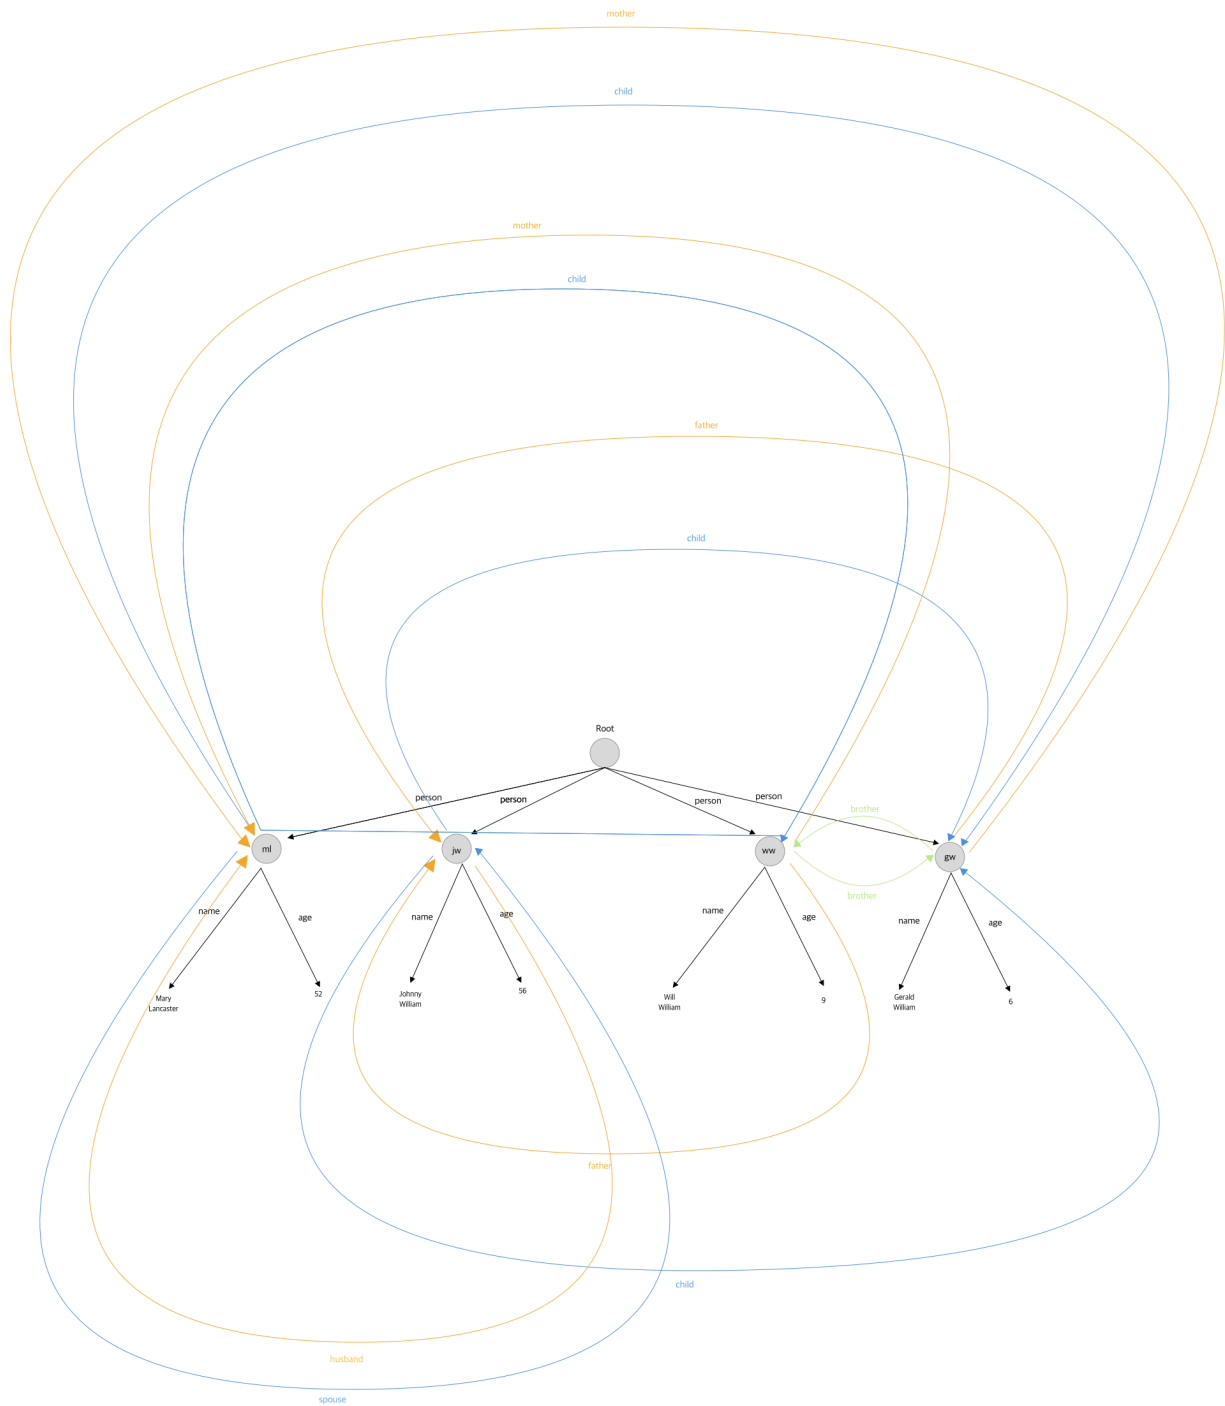 mother
child
mother
child
father
child
Root
person
person
person
person
brother
ml
jw
ww
gw
brother
name
age
name
age
name
age
name
age
Mary
Lancaster
52
Johnny
William
56
Will
William
9
Gerald
William
6
father
child
husband
spouse